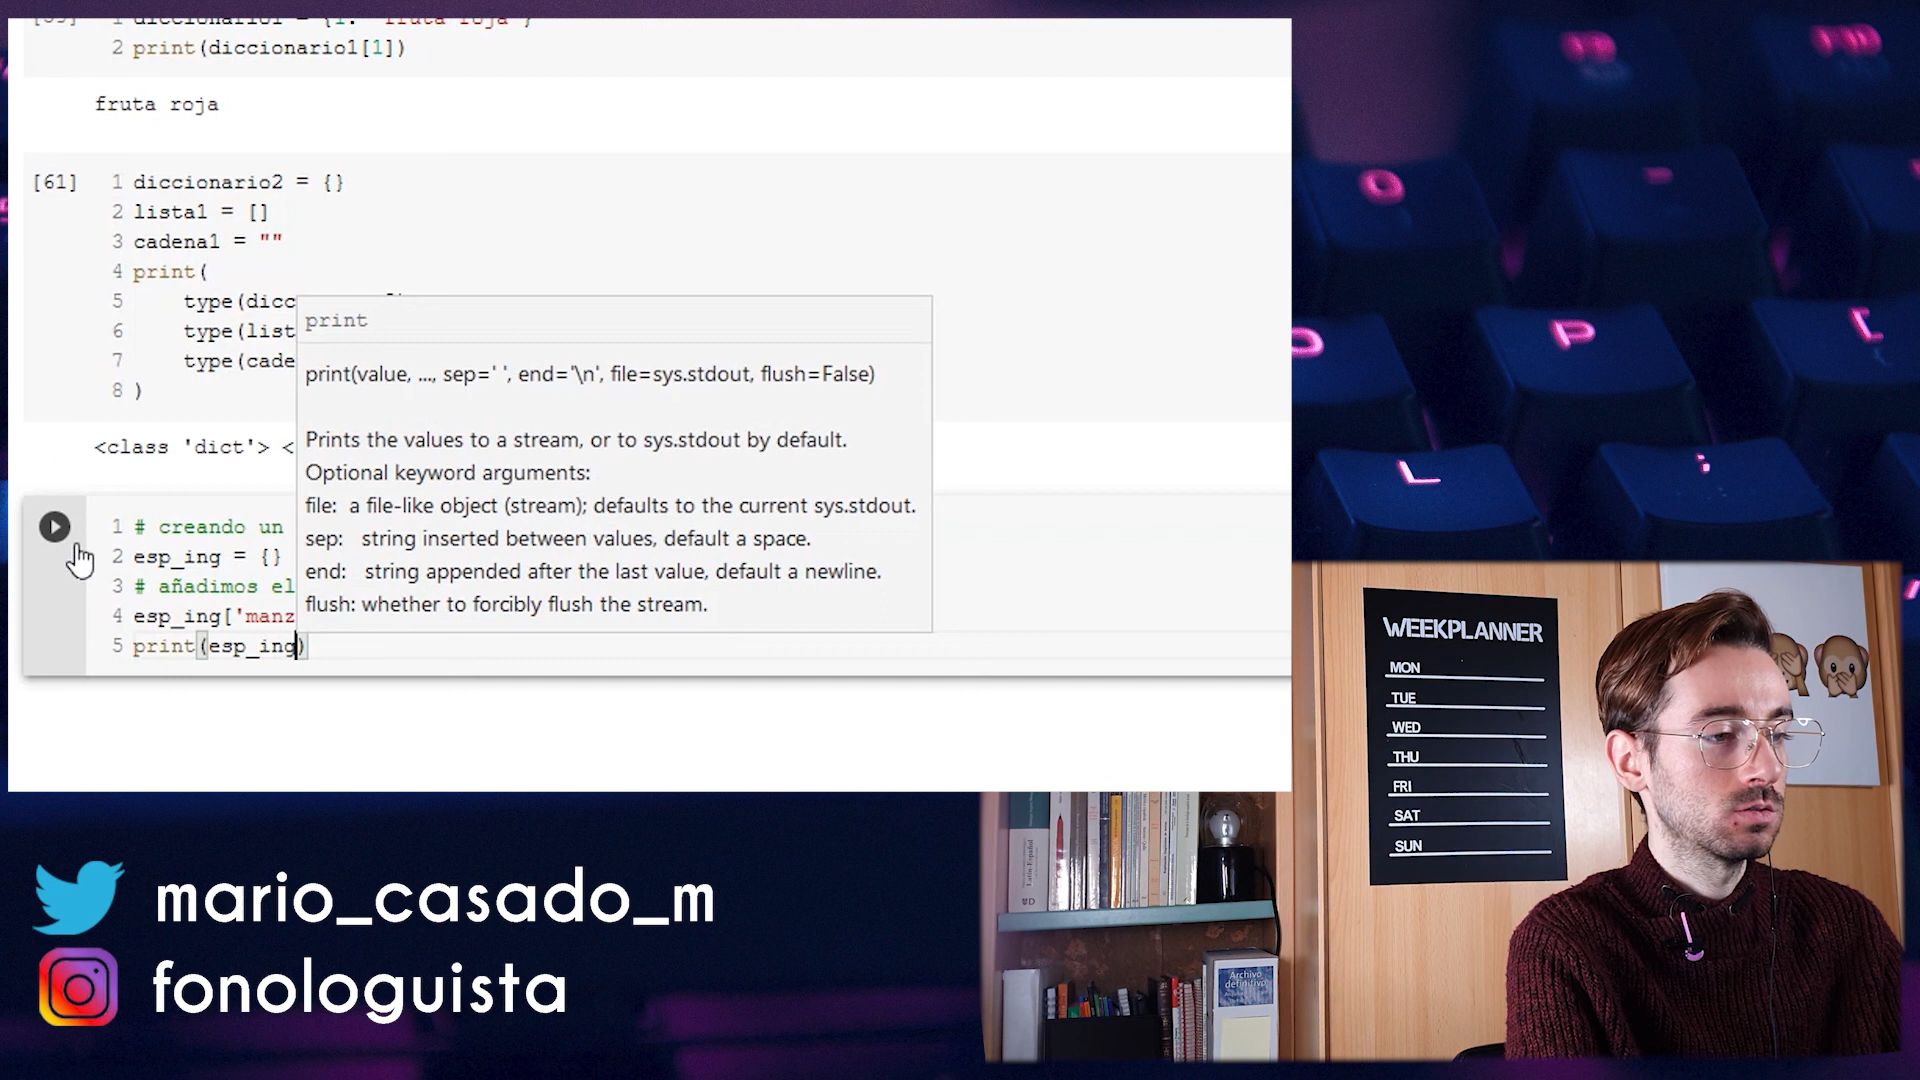 2 print(diccionario1[1])
fruta roja
[61] 1 diccionario2 = {}
2 lista1 = []
3 cadena1 = ""
4 print(
5 type(dicc
6 type(list
7 type(cade
8 )
<class 'dict'> <
print
print(value, ..., sep=' ', end='\n', file=sys.stdout, flush=False)
Prints the values to a stream, or to sys.stdout by default.
Optional keyword arguments:
file: a file-like object (stream); defaults to the current sys.stdout.
sep: string inserted between values, default a space.
end: string appended after the last value, default a newline.
flush: whether to forcibly flush the stream.
1 # creando un
2 esp_ing = {}
3 # añadimos el
4 esp_ing['manz
5 print(esp_ing)
mario_casado_m
fonologuista
O
P
[
L
;
WEEKPLANNER
MON
TUE
WED
THU
FRI
SAT
SUN
Archivo
definitivo